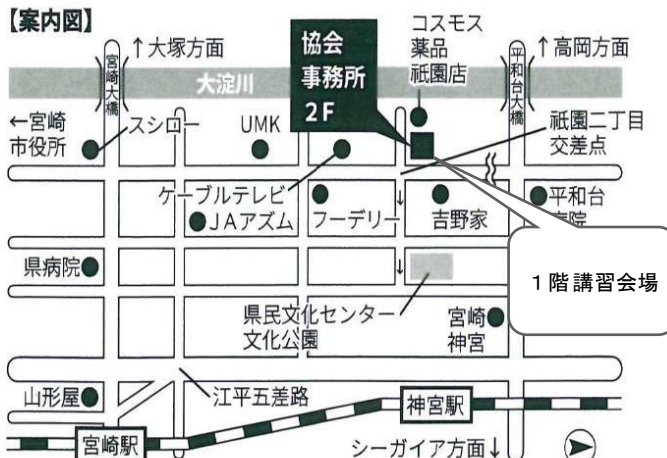 【案内図】
宮崎大橋
↑大塚方面
協会
事務所
2F
コスモス
薬品
祇園店
平和台大橋
↑高岡方面
大淀川
←宮崎
市役所
スシロー
UMK
祇園二丁目
交差点
ケーブルテレビ
JAアズム
フーデリー
↓
吉野家
平和台
病院
1階講習会場
県病院
↓
県民文化センター
文化公園
宮崎
神宮
山形屋
江平五差路
神宮駅
宮崎駅
シーガイア方面↓